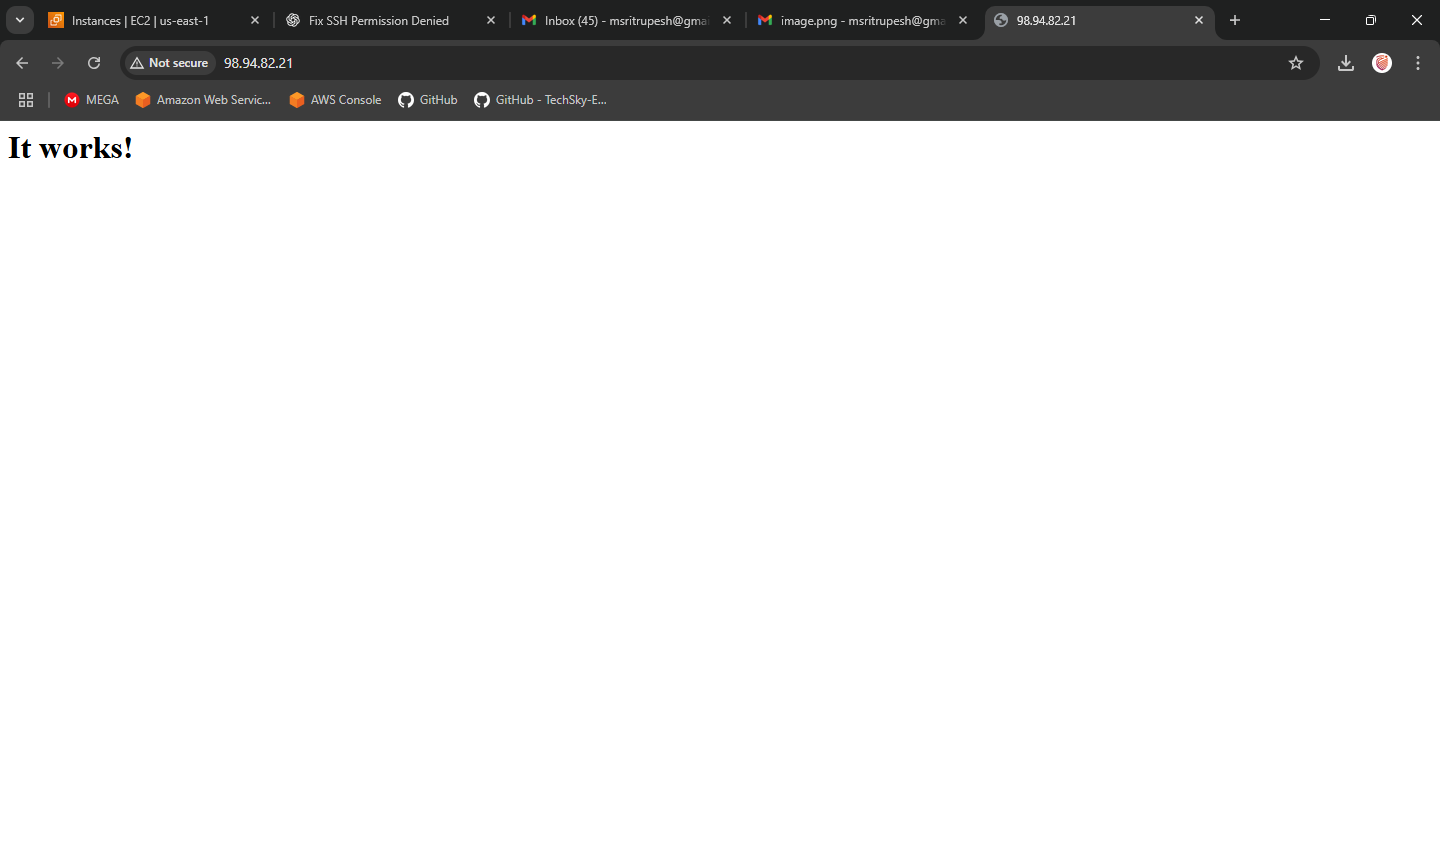 Instances | EC2 | us-east-1
Fix SSH Permission Denied
Inbox (45) - msritrupesh@gmai
image.png - msritrupesh@gma
98.94.82.21
Not secure 98.94.82.21
MEGA
Amazon Web Servic...
AWS Console
GitHub
GitHub - TechSky-E...
It works!